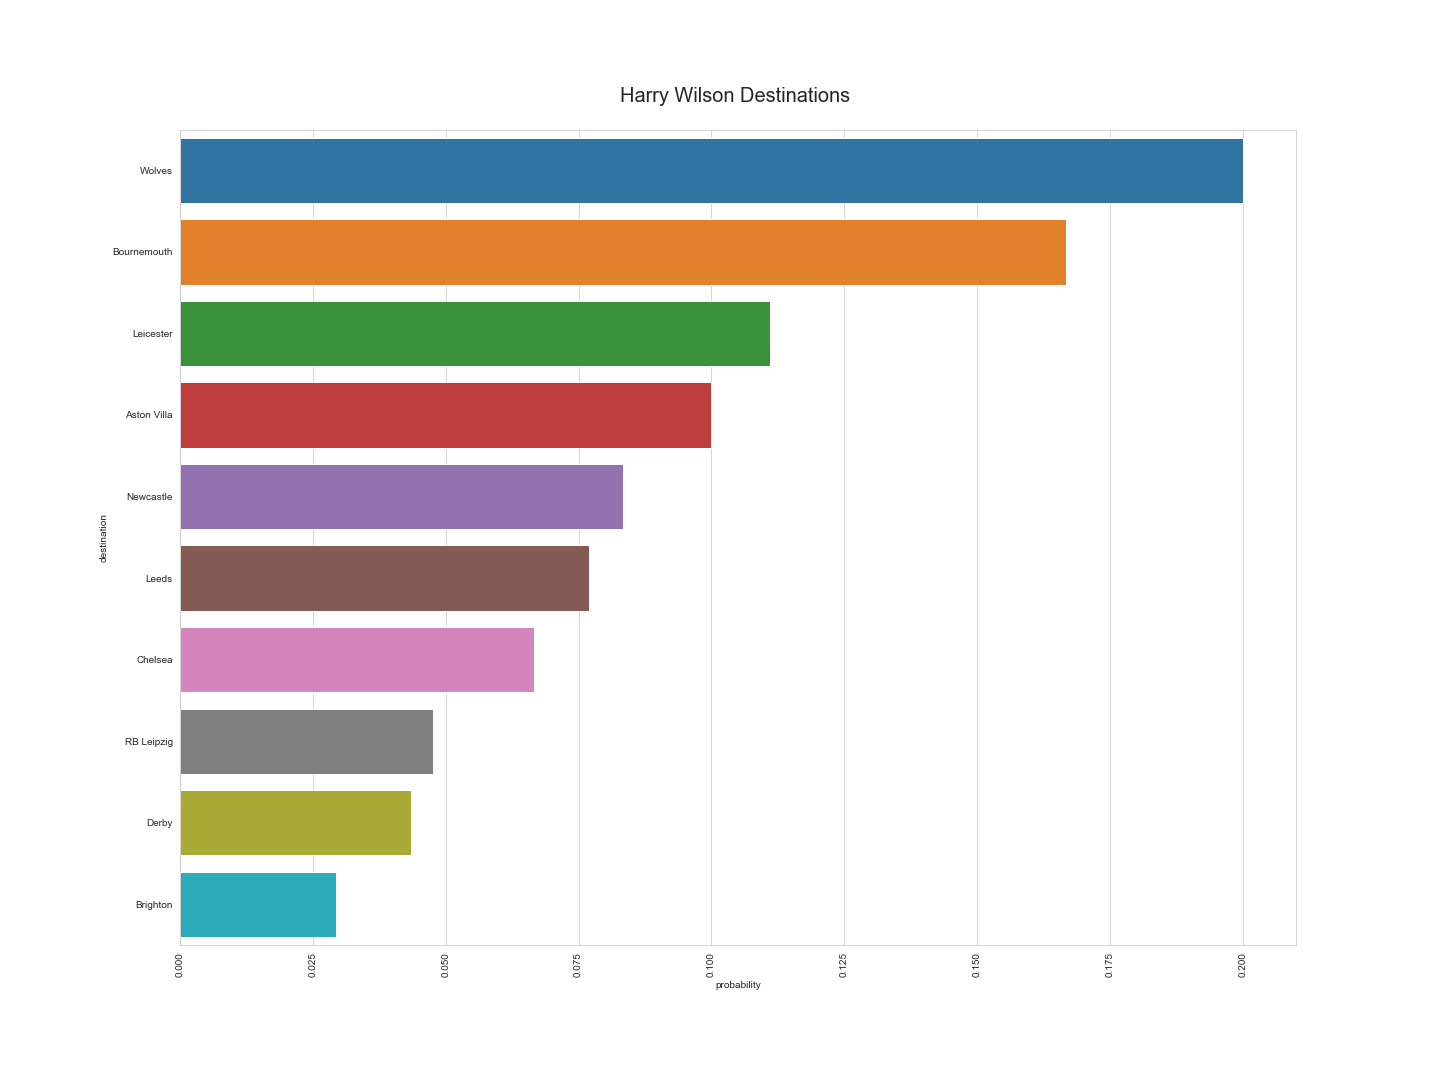 Harry Wilson Destinations
Wolves
Bournemouth
Leicester
Aston Villa
Newcastle
Leeds
Chelsea
RB Leipzig
Derby
Brighton
destination
0.000 0.025 0.050 0.075 0.100 0.125 0.150 0.175 0.200
probability